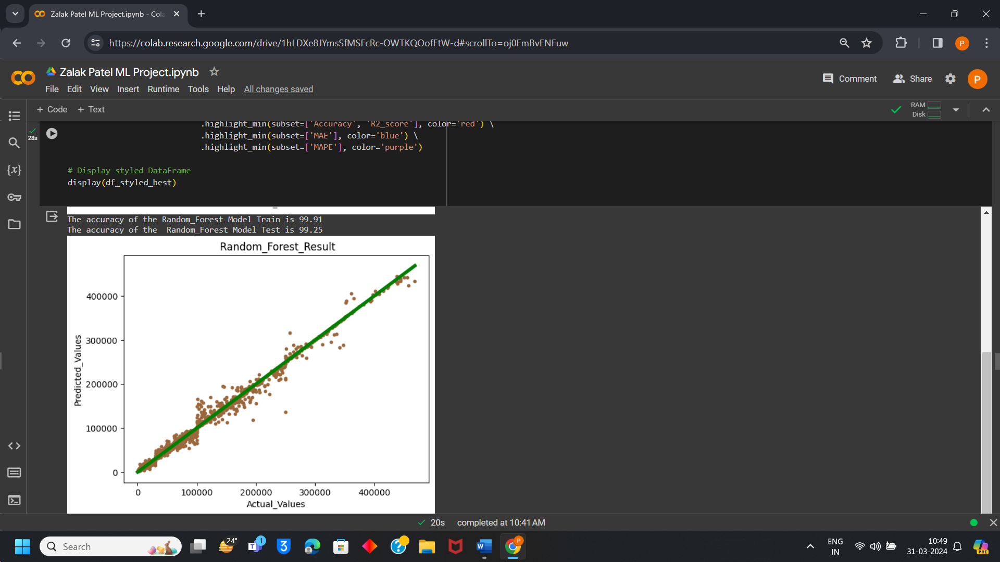 Zalak Patel ML Project.ipynb - Cola
https://colab.research.google.com/drive/1hLDXe8JYmsSfMSFcRc-OWTKQOofFtW-d#scrollTo=oj0FmBvENFuw
P
Zalak Patel ML Project.ipynb
Comment
Share
P
File Edit View Insert Runtime Tools Help All changes saved
+ Code + Text
RAM
Disk
28s
.highlight_min(subset=['Accuracy', 'R2_score'], color='red') \
.highlight_min(subset=['MAE'], color='blue') \
.highlight_min(subset=['MAPE'], color='purple')
{x}
# Display styled DataFrame
display(df_styled_best)
The accuracy of the Random_Forest Model Train is 99.91
The accuracy of the  Random_Forest Model Test is 99.25
Random_Forest_Result
400000
300000
200000
100000
0
Predicted_Values
0 100000 200000 300000 400000
Actual_Values
20s completed at 10:41 AM
Search
24°
1
P
ENG
IN
10:49
31-03-2024
PRE